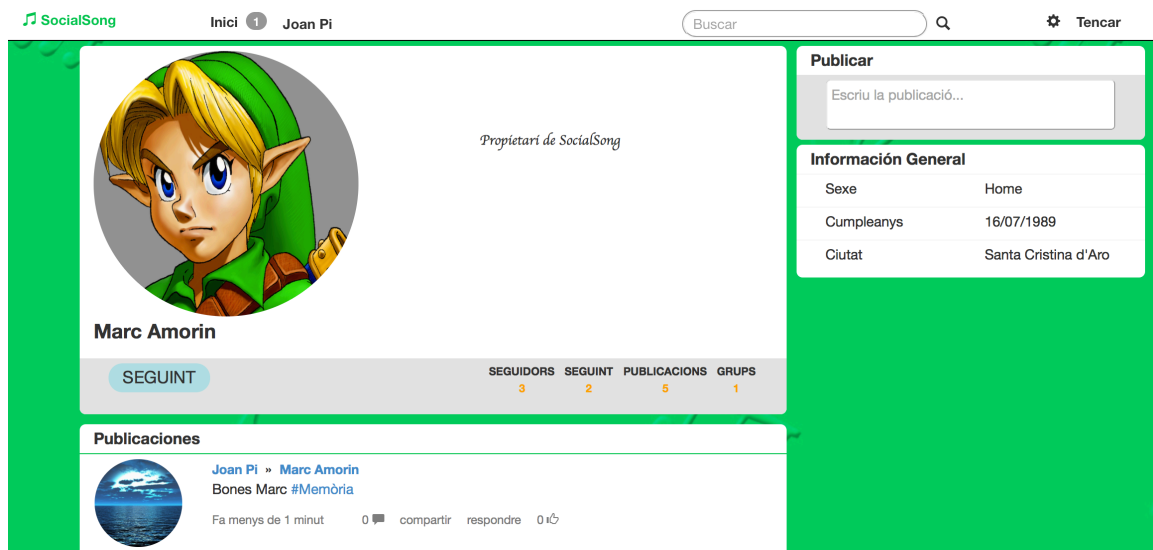 SocialSong Inici 1 Joan Pi Buscar Tencar
Propietari de SocialSong
Marc Amorin
SEGUINT
SEGUIDORS SEGUINT PUBLICACIONS GRUPS
3 2 5 1
Publicaciones
Joan Pi » Marc Amorin
Bones Marc #Memòria
Fa menys de 1 minut 0 compartir respondre 0
Publicar
Escriu la publicació...
Información General
Sexe Home
Cumpleanys 16/07/1989
Ciutat Santa Cristina d'Aro